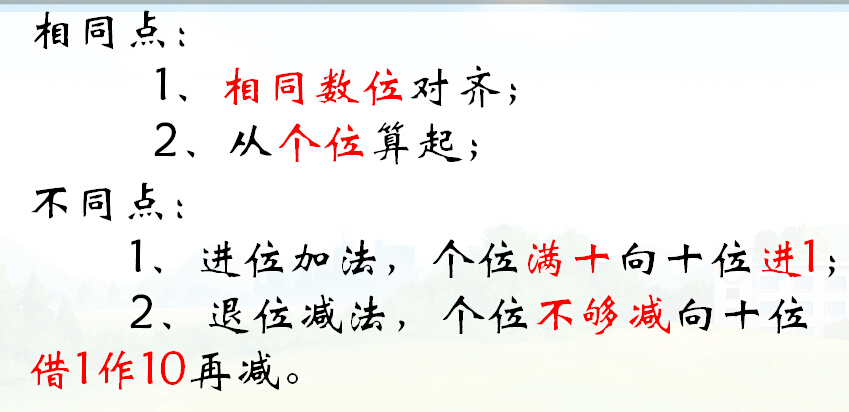 相同点：
1、相同数位对齐；
2、从个位算起；
不同点：
1、进位加法，个位满十向十位进1；
2、退位减法，个位不够减向十位
借1作10再减。